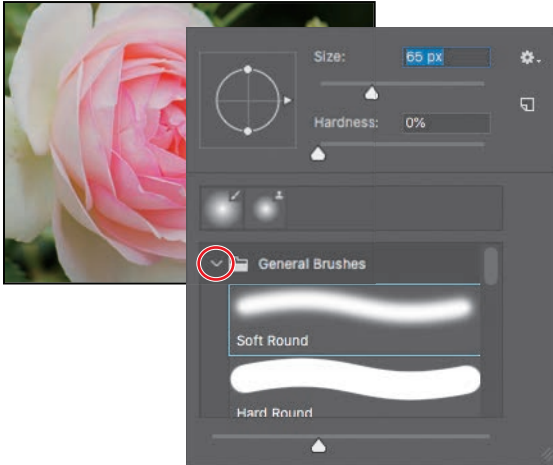 Size: 65 px
Hardness: 0%
General Brushes
Soft Round
Hard Round